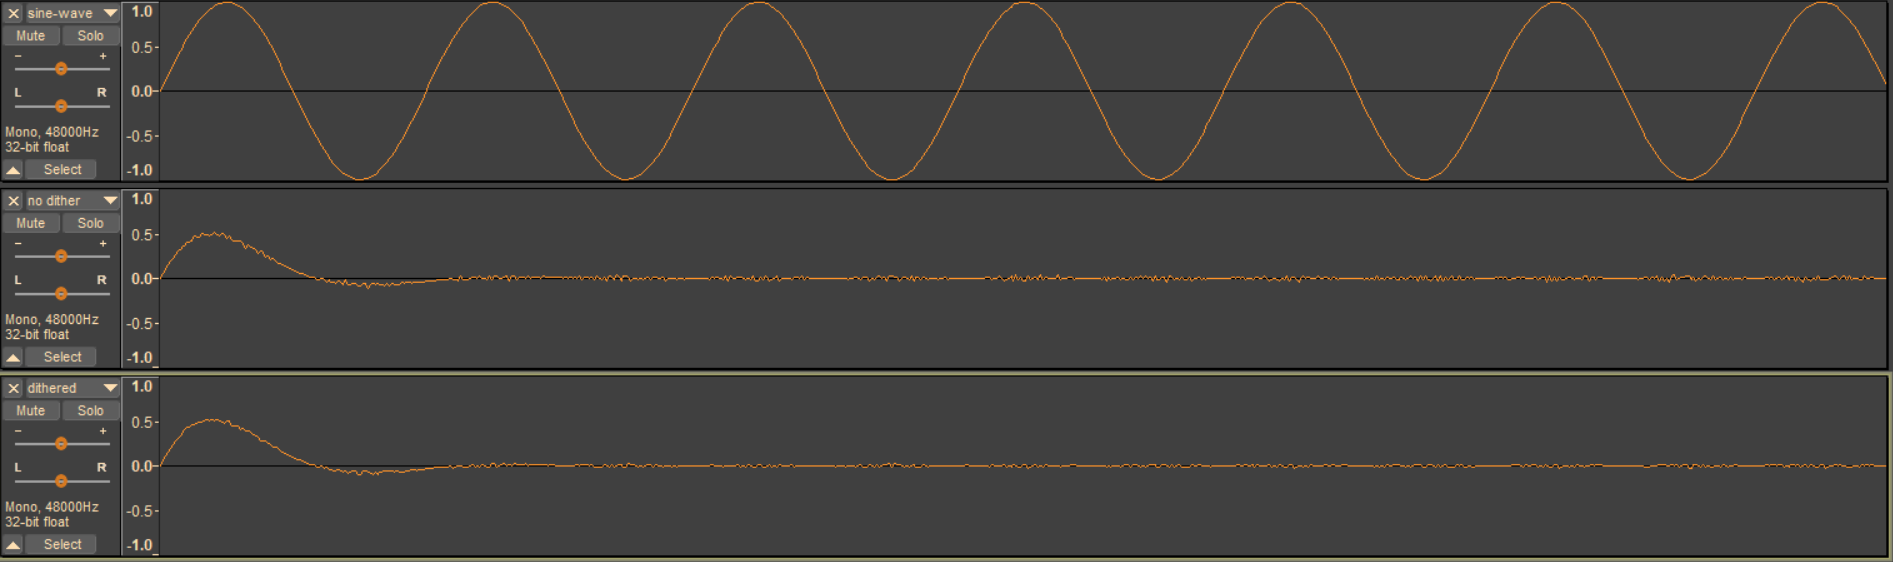 sine-wave
Mute Solo
- +
L R
Mono, 48000Hz
32-bit float
Select
1.0
0.5-
0.0-
-0.5-
-1.0
no dither
Mute Solo
- +
L R
Mono, 48000Hz
32-bit float
Select
1.0
0.5-
0.0-
-0.5-
-1.0
dithered
Mute Solo
- +
L R
Mono, 48000Hz
32-bit float
Select
1.0
0.5-
0.0-
-0.5-
-1.0